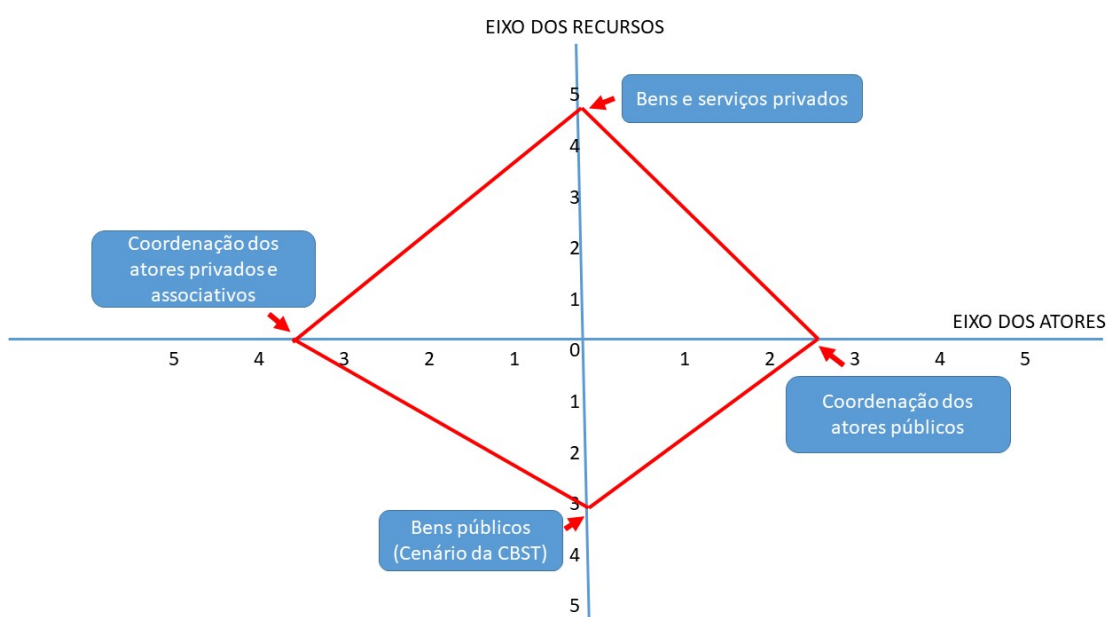 EIXO DOS RECURSOS
5
Bens e serviços privados
4
3
2
Coordenação dos
atores privados e
associativos
1
EIXO DOS ATORES
5 4 3 2 1 0 1 2 3 4 5
1
Coordenação dos
atores públicos
2
3
Bens públicos
(Cenário da CBST)
4
5